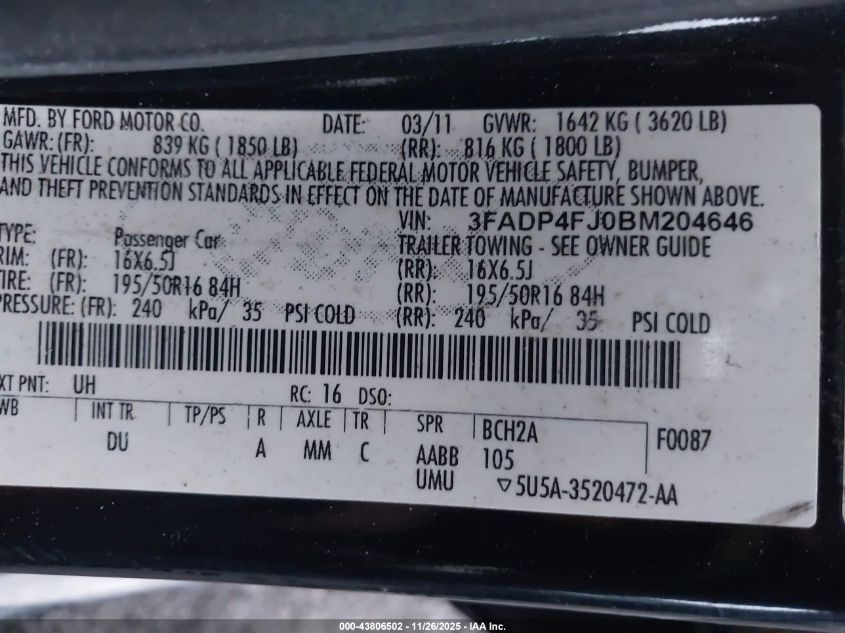 MFD. BY FORD MOTOR CO. DATE: 03/11 GVWR: 1642 KG ( 3620 LB)
GAWR: (FR): 839 KG ( 1850 LB) (RR): 816 KG ( 1800 LB)
THIS VEHICLE CONFORMS TO ALL APPLICABLE FEDERAL MOTOR VEHICLE SAFETY, BUMPER,
AND THEFT PREVENTION STANDARDS IN EFFECT ON THE DATE OF MANUFACTURE SHOWN ABOVE.
VIN: 3FADP4FJ0BM204646
TYPE: Passenger Car TRAILER TOWING - SEE OWNER GUIDE
RIM: (FR): 16X6.5J (RR): 16X6.5J
TIRE: (FR): 195/50R16 84H (RR): 195/50R16 84H
PRESSURE: (FR): 240 kPa/ 35 PSI COLD (RR): 240 kPa/ 35 PSI COLD
XT PNT: UH RC: 16 DSO:
WB INT TR TP/PS R AXLE TR SPR BCH2A F0087
DU A MM C AABB 105
UMU ▽5U5A-3520472-AA
000-43806502 - 11/26/2025 - IAA Inc.